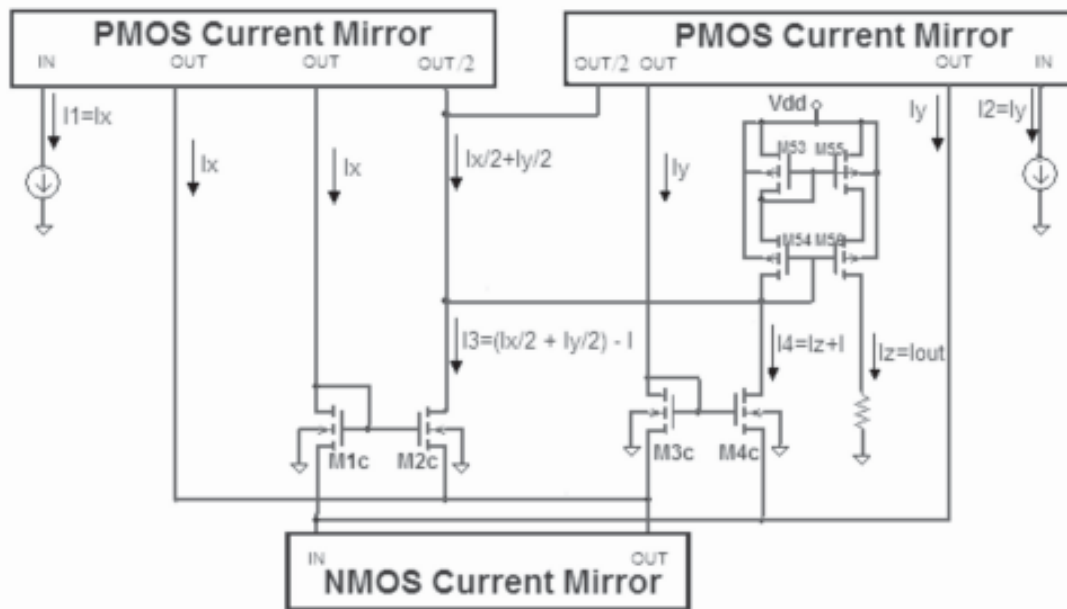 PMOS Current Mirror
IN OUT OUT OUT/2
PMOS Current Mirror
OUT/2 OUT OUT IN
I1=Ix
Ix
Ix
Ix/2+Iy/2
Iy
Vdd
Iy
I2=Iy
M53 M55
M54
I3=(Ix/2 + Iy/2) - I
I4=Iz+I
Iz=Iout
M1c M2c
M3c M4c
IN OUT
NMOS Current Mirror